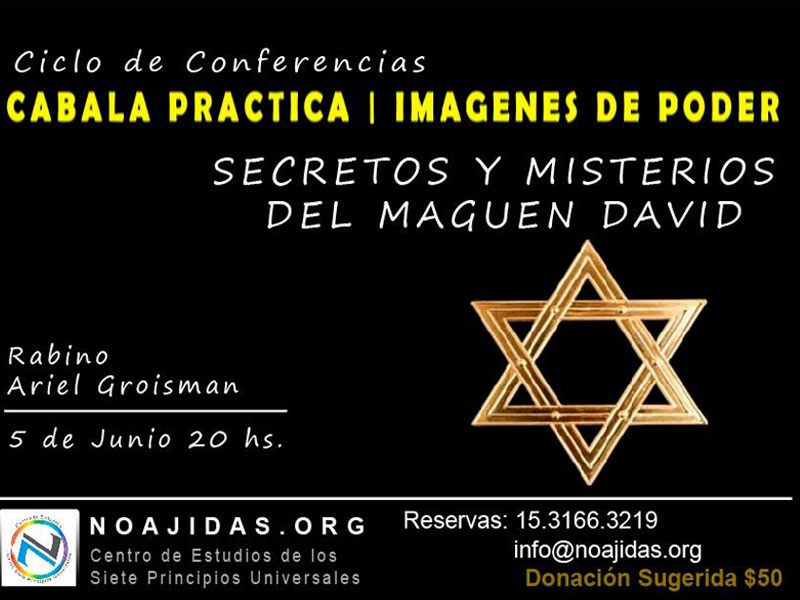 Ciclo de Conferencias
CABALA PRACTICA | IMAGENES DE PODER
SECRETOS Y MISTERIOS
DEL MAGUEN DAVID
Rabino
Ariel Groisman
5 de Junio 20 hs.
N
NOAJIDAS.ORG
Centro de Estudios de los
Siete Principios Universales
Reservas: 15.3166.3219
info@noajidas.org
Donación Sugerida $50